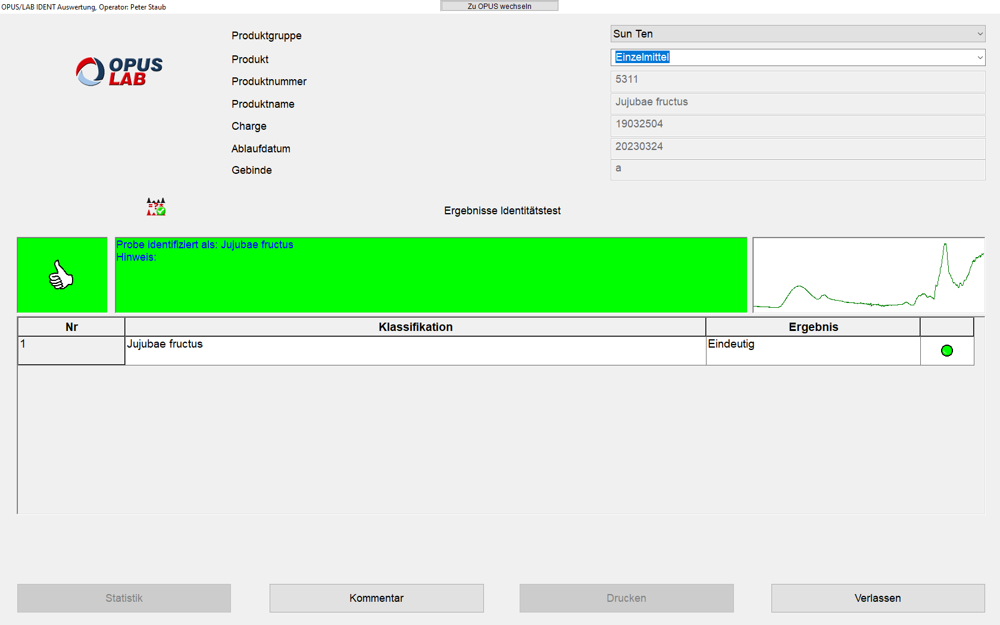 OPUS/LAB IDENT Auswertung, Operator: Peter Staub
Zu OPUS wechseln
OPUS
LAB
Produktgruppe
Sun Ten
Produkt
Einzelmittel
Produktnummer
5311
Produktname
Jujubae fructus
Charge
19032504
Ablaufdatum
20230324
Gebinde
a
Ergebnisse Identitätstest
Probe identifiziert als: Jujubae fructus
Hinweis:
Nr Klassifikation Ergebnis
1 Jujubae fructus Eindeutig
Statistik Kommentar Drucken Verlassen